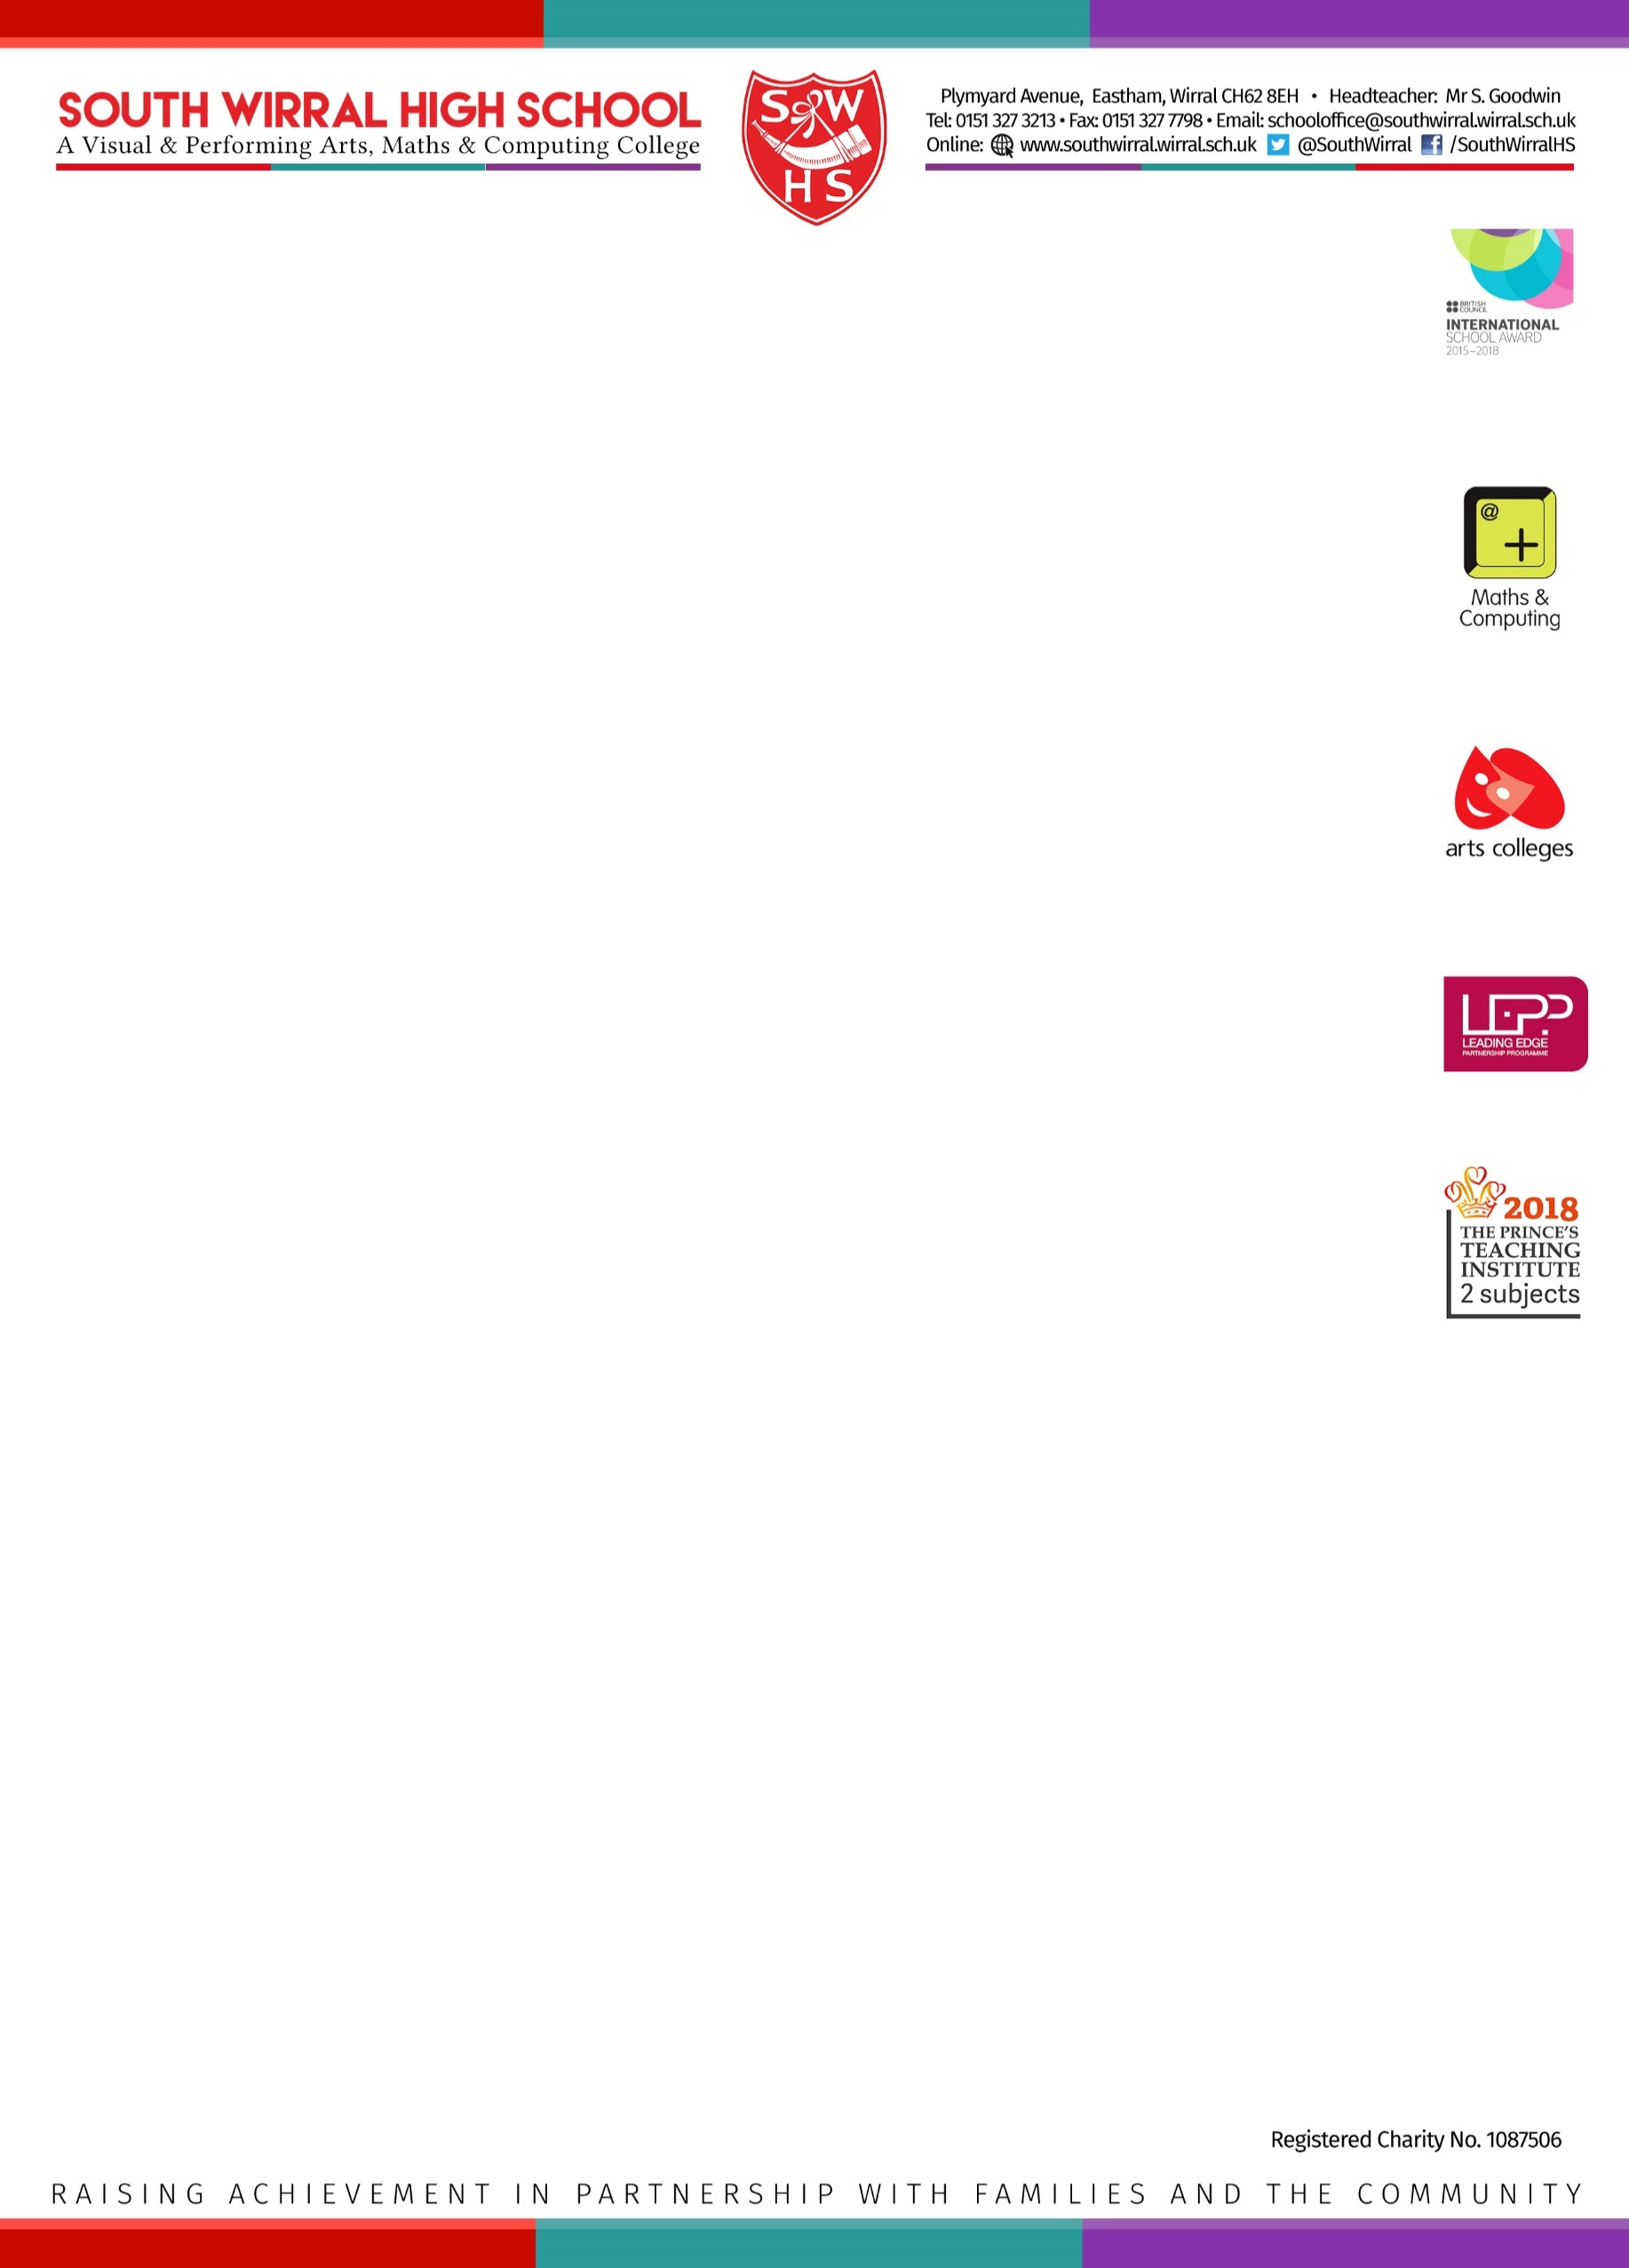 SOUTH WIRRAL HIGH SCHOOL
A Visual & Performing Arts, Maths & Computing College
S W
H S
Plymyard Avenue, Eastham, Wirral CH62 8EH • Headteacher: Mr S. Goodwin
Tel: 0151 327 3213 • Fax: 0151 327 7798 • Email: schooloffice@southwirral.wirral.sch.uk
Online: www.southwirral.wirral.sch.uk @SouthWirral f /SouthWirralHS
BRITISH
COUNCIL
INTERNATIONAL
SCHOOL AWARD
2015–2018
@
+
Maths &
Computing
arts colleges
LEPP
LEADING EDGE
PARTNERSHIP PROGRAMME
2018
THE PRINCE'S
TEACHING
INSTITUTE
2 subjects
Registered Charity No. 1087506
RAISING ACHIEVEMENT IN PARTNERSHIP WITH FAMILIES AND THE COMMUNITY